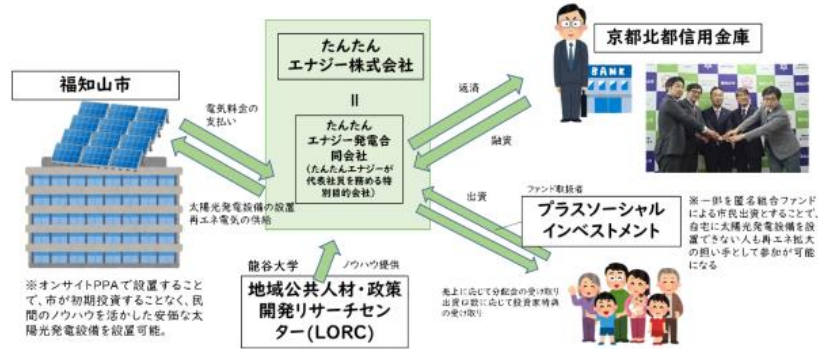 福知山市
電気料金の
支払い
太陽光発電設備の設置
再エネ電気の供給
※オンサイトPPAで設置すること
で、市が初期投資することなく、民
間のノウハウを活かした安価な太
陽光発電設備を設置可能。
たんたん
エナジー株式会社
=
たんたん
エナジー発電合
同会社
(たんたんエナジーが
代表社員を務める特
別目的会社)
龍谷大学
ノウハウ提供
地域公共人材・政策
開発リサーチセン
ター(LORC)
返済
融資
京都北都信用金庫
BANK
出資
ファンド取扱者
プラスソーシャル
インベストメント
※一部を匿名組合ファンド
による市民出資とすることで、
自宅に太陽光発電設備を設
置できない人も再エネ拡大
の担い手として参加が可能
になる
売上に応じて分配金の受け取り
出資口数に応じて投資家特典
の受け取り